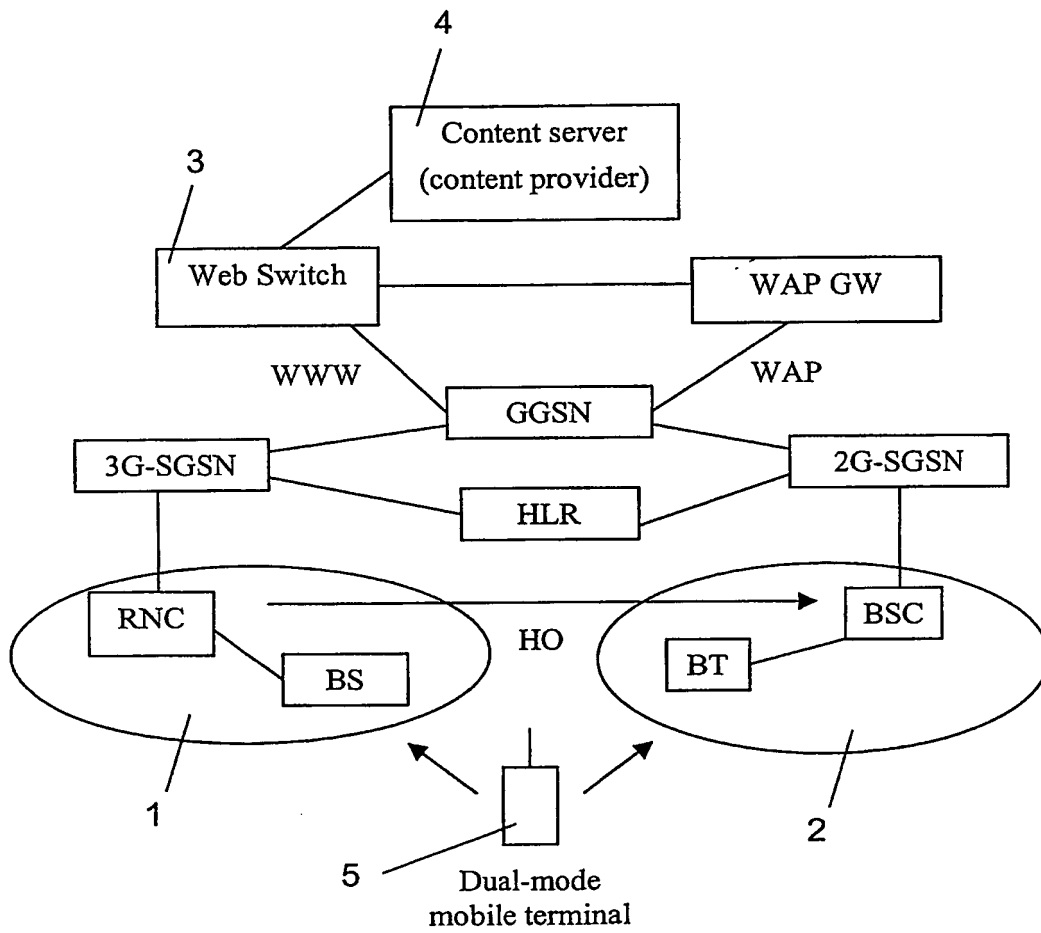 4
Content server
(content provider)
3
Web Switch
WAP GW
WWW
WAP
GGSN
3G-SGSN
2G-SGSN
HLR
RNC
BSC
HO
BS
BT
1
2
5
Dual-mode
mobile terminal